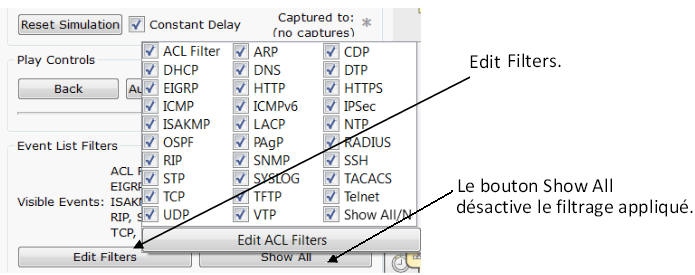 Reset Simulation
Constant Delay
Captured to:
(no captures)
*
Play Controls
Back
Au
Event List Filters
Visible Events:
ACL F
EIGRP
ISAKM
RIP, S
TCP,
ACL Filter ARP CDP
DHCP DNS DTP
EIGRP HTTP HTTPS
ICMP ICMPv6 IPSec
ISAKMP LACP NTP
OSPF PAgP RADIUS
RIP SNMP SSH
STP SYSLOG TACACS
TCP TFTP Telnet
UDP VTP Show All/N
Edit ACL Filters
Edit Filters
Show All
Edit Filters.
Le bouton Show All
désactive le filtrage appliqué.